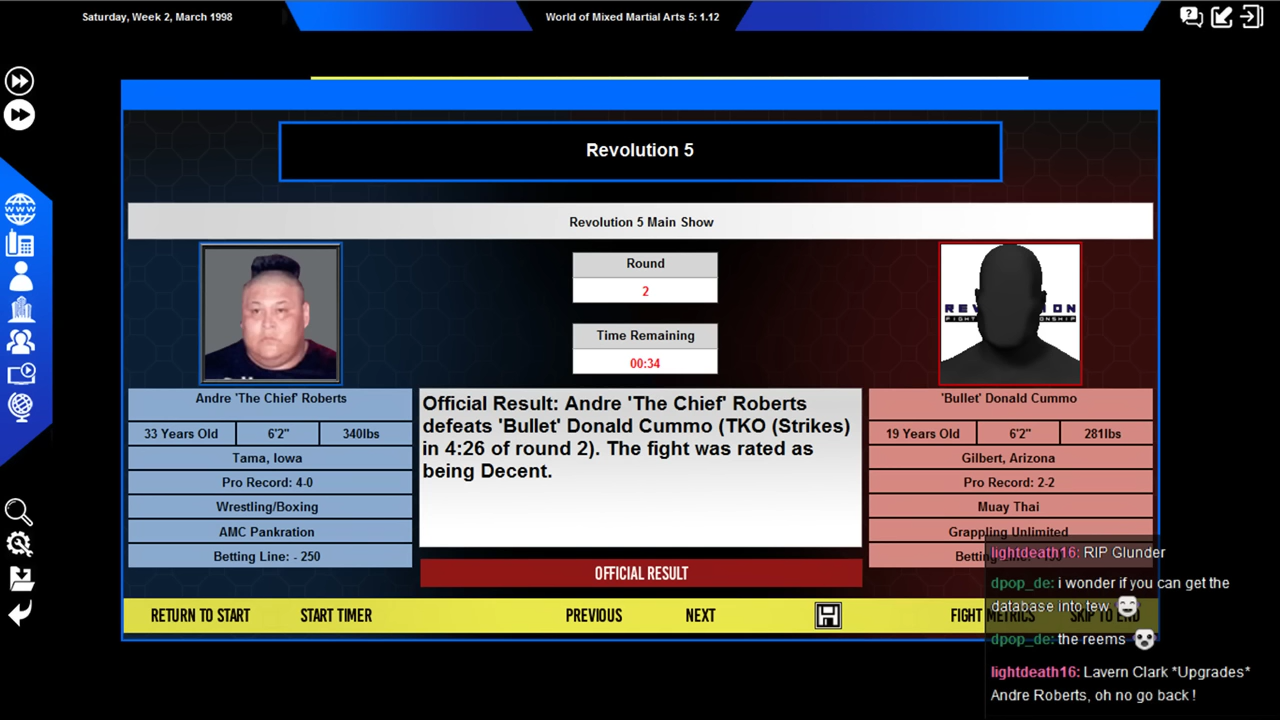 Saturday, Week 2, March 1998
World of Mixed Martial Arts 5: 1.12
Revolution 5
Revolution 5 Main Show
Round
2
Time Remaining
00:34
Andre 'The Chief' Roberts
33 Years Old
6'2"
340lbs
Tama, Iowa
Pro Record: 4-0
Wrestling/Boxing
AMC Pankration
Betting Line: - 250
Official Result: Andre 'The Chief' Roberts
defeats 'Bullet' Donald Cummo (TKO (Strikes)
in 4:26 of round 2). The fight was rated as
being Decent.
OFFICIAL RESULT
'Bullet' Donald Cummo
19 Years Old
6'2"
281lbs
Gilbert, Arizona
Pro Record: 2-2
Muay Thai
Grappling Unlimited
RETURN TO START
START TIMER
PREVIOUS
NEXT
FIGHT METRICS
SKIP TO END
lightdeath16: RIP Glunder
dpop_de: i wonder if you can get the
database into tew
dpop_de: the reems
lightdeath16: Lavern Clark *Upgrades*
Andre Roberts, oh no go back !